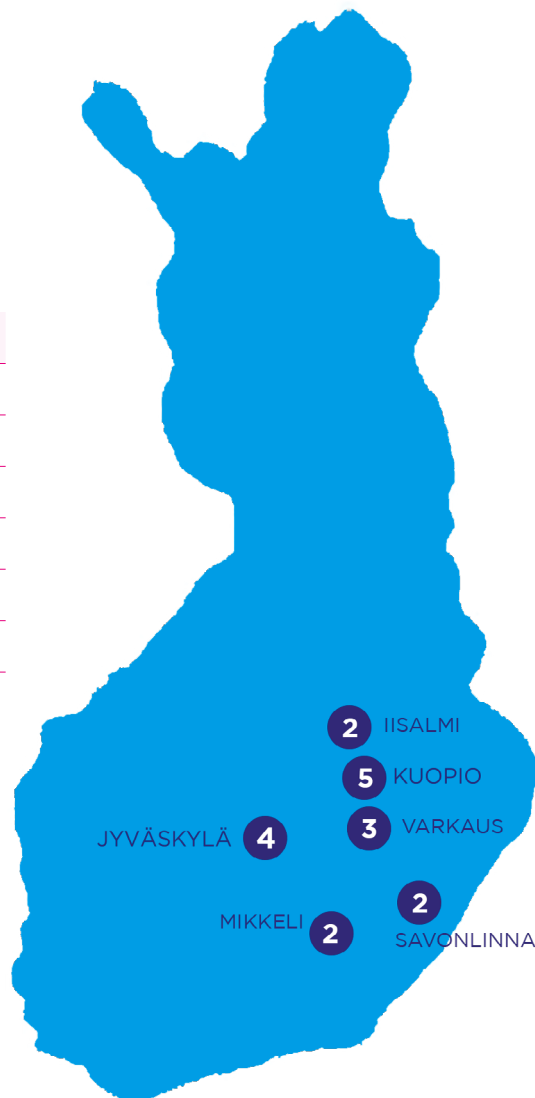 2 IISALMI
5 KUOPIO
3 VARKAUS
JYVÄSKYLÄ 4
2
SAVONLINNA
MIKKELI 2